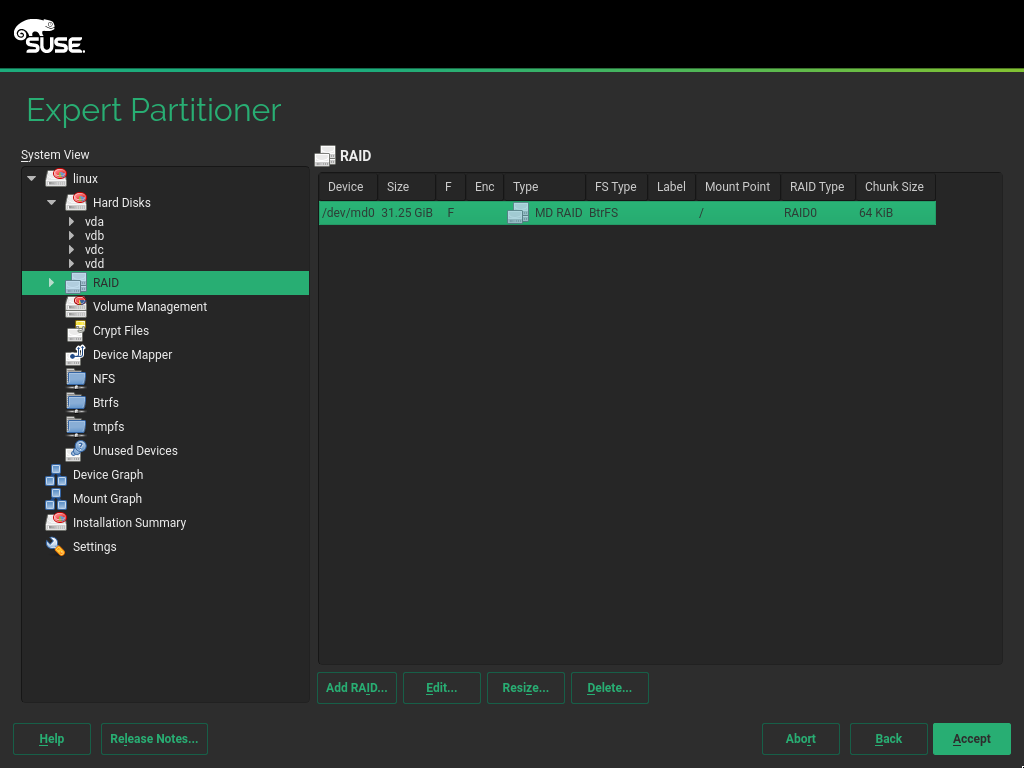 SUSE.
Expert Partitioner
System View
linux
Hard Disks
vda
vdb
vdc
vdd
RAID
Volume Management
Crypt Files
Device Mapper
NFS
Btrfs
tmpfs
Unused Devices
Device Graph
Mount Graph
Installation Summary
Settings
RAID
Device Size F Enc Type FS Type Label Mount Point RAID Type Chunk Size
/dev/md0 31.25 GiB F MD RAID BtrFS / RAID0 64 KiB
Add RAID... Edit... Resize... Delete...
Help Release Notes... Abort Back Accept